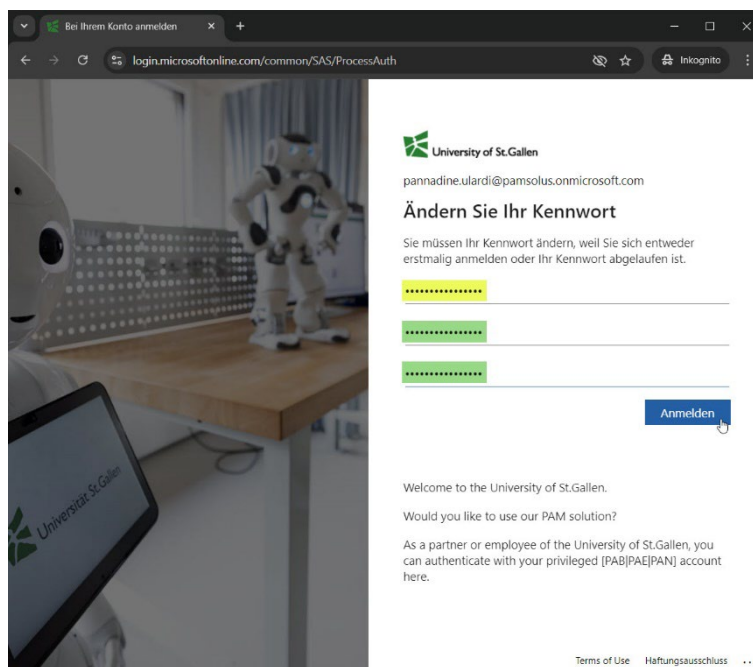 Bei Ihrem Konto anmelden
login.microsoftonline.com/common/SAS/ProcessAuth
Inkognito
University of St.Gallen
pannadine.ulardi@pamsolus.onmicrosoft.com
Ändern Sie Ihr Kennwort
Sie müssen Ihr Kennwort ändern, weil Sie sich entweder
erstmalig anmelden oder Ihr Kennwort abgelaufen ist.
Anmelden
Universität St.Gallen
Welcome to the University of St.Gallen.
Would you like to use our PAM solution?
As a partner or employee of the University of St.Gallen, you
can authenticate with your privileged [PAB|PAE|PAN] account
here.
Terms of Use Haftungsausschluss